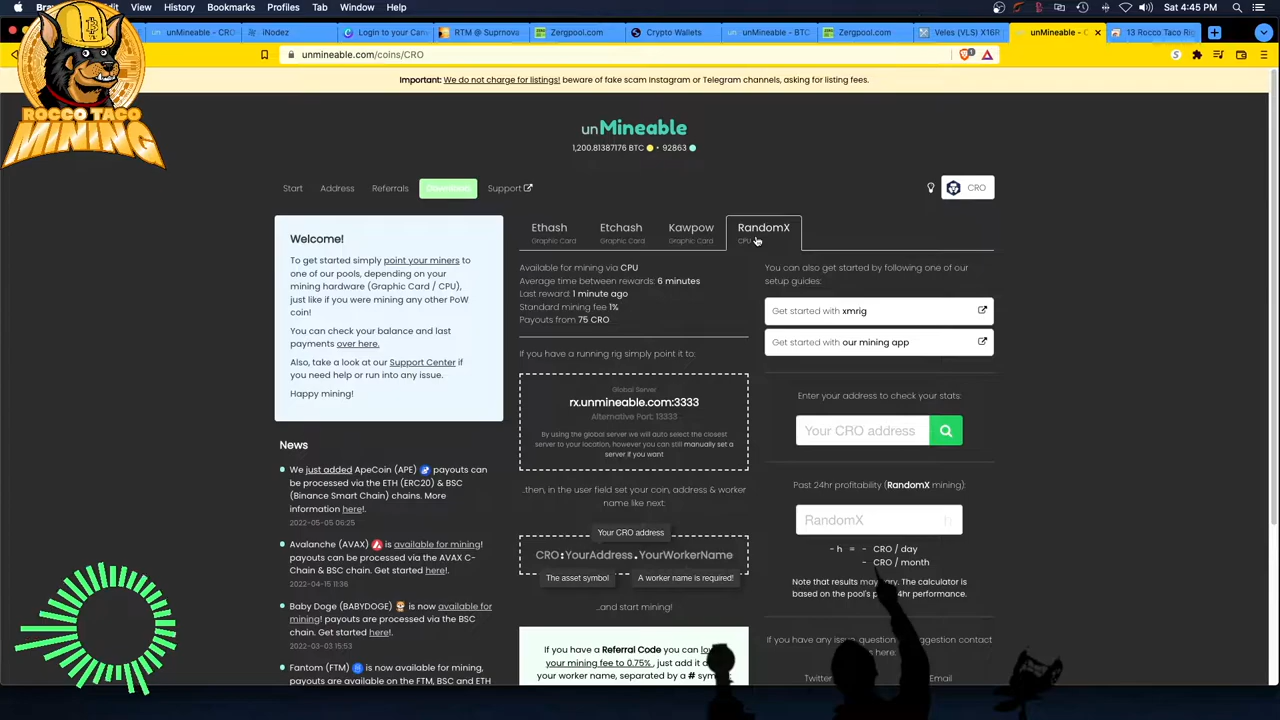 Bra
View
History
Bookmarks
Profiles
Tab
Window
Help
Sat 4:45 PM
unMineable - CRO
iNodez
Login to your Can
RTM @ Suprnova
Zergpool.com
Crypto Wallets
unMineable - BTC
Zergpool.com
Veles (VLS) X16R
unMineable - C
13 Rocco Taco Rig
unmineable.com/coins/CRO
ROCCO TACO
MINING
Important: We do not charge for listings! beware of fake scam Instagram or Telegram channels, asking for listing fees.
unMineable
1,200.81387176 BTC • 92863
Start
Address
Referrals
Download
Support
CRO
Welcome!
To get started simply point your miners to
one of our pools, depending on your
mining hardware (Graphic Card / CPU),
just like if you were mining any other PoW
coin!
You can check your balance and last
payments over here.
Also, take a look at our Support Center if
you need help or run into any issue.
Happy mining!
News
We just added ApeCoin (APE) payouts can
be processed via the ETH (ERC20) & BSC
(Binance Smart Chain) chains. More
information here!.
2022-05-05 06:25
Avalanche (AVAX) is available for mining!
payouts can be processed via the AVAX C-
Chain & BSC chain. Get started here!.
2022-04-15 11:36
Baby Doge (BABYDOGE) is now available for
mining! payouts are processed via the BSC
chain. Get started here!.
2022-03-03 15:53
Fantom (FTM) is now available for mining,
payouts are available on the FTM, BSC and ETH
Ethash
Graphic Card
Etchash
Graphic Card
Kawpow
Graphic Card
RandomX
CPU
Available for mining via CPU
Average time between rewards: 6 minutes
Last reward: 1 minute ago
Standard mining fee 1%
Payouts from 75 CRO
If you have a running rig simply point it to:
Global Server
rx.unmineable.com:3333
Alternative Port: 13333
By using the global server we will auto select the closest
server to your location, however you can still manually set a
server if you want
..then, in the user field set your coin, address & worker
name like next:
Your CRO address
CRO:YourAddress.YourWorkerName
The asset symbol
A worker name is required!
...and start mining!
If you have a Referral Code you can
your mining fee to 0.75%, just add it a
your worker name, separated by a # sym
You can also get started by following one of our
setup guides:
Get started with xmrig
Get started with our mining app
Enter your address to check your stats:
Your CRO address
Past 24hr profitability (RandomX mining):
RandomX
- h = - CRO / day
- CRO / month
Note that results may vary. The calculator is
based on the pool's past 24hr performance.
If you have any issue, question suggestion contact
here:
Twitter
Email